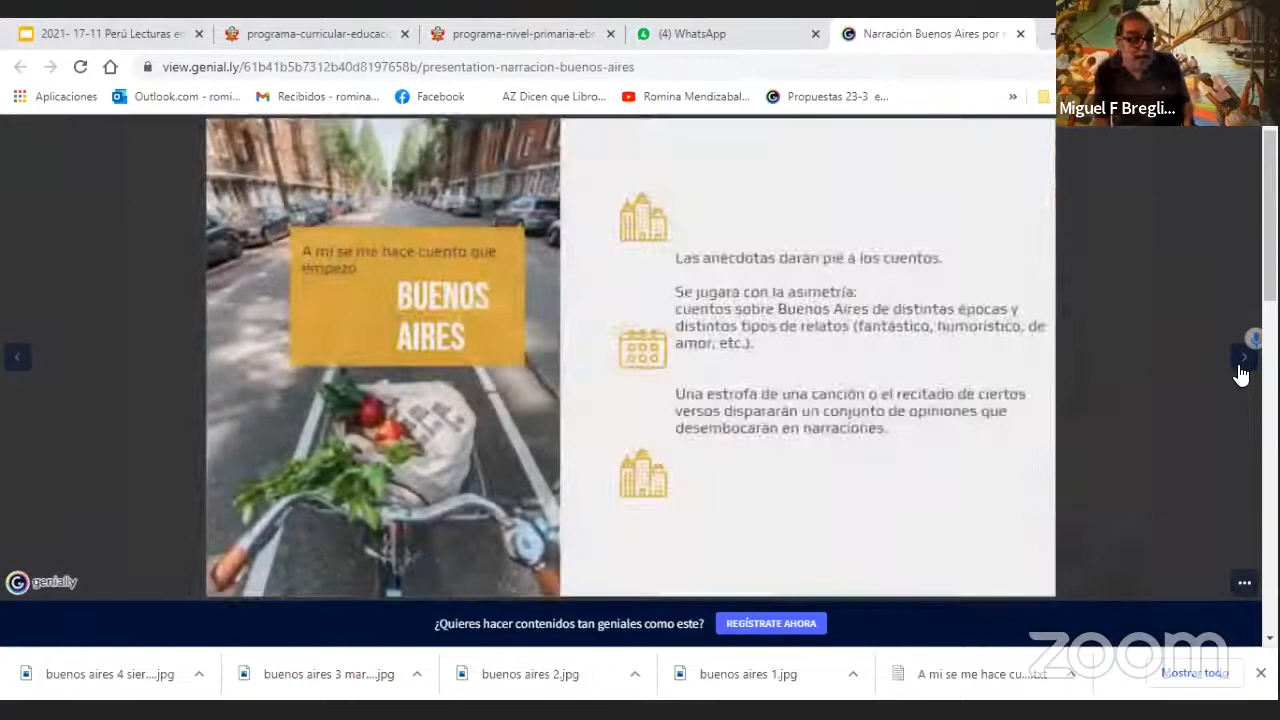 2021- 17-11 Perú Lecturas en
programa-curricular-educaci
programa-nivel-primaria-ebr
(4) WhatsApp
Narración Buenos Aires por
view.genial.ly/61b41b5b7312b40d8197658b/presentation-narracion-buenos-aires
Aplicaciones
Outlook.com - romi...
Recibidos - romina...
Facebook
AZ Dicen que Libro...
Romina Mendizabal...
Propuestas 23-3 e...
»
Miguel F Bregli...
A mi se me hace cuento que
empezo
BUENOS
AIRES
Las anécdotas darán pie a los cuentos.
Se jugará con la asimetría:
cuentos sobre Buenos Aires de distintas épocas y
distintos tipos de relatos (fantástico, humorístico, de
amor, etc.).
Una estrofa de una canción o el recitado de ciertos
versos dispararán un conjunto de opiniones que
desembocarán en narraciones.
genially
¿Quieres hacer contenidos tan geniales como este?
REGÍSTRATE AHORA
buenos aires 4 sier....jpg
buenos aires 3 mar....jpg
buenos aires 2.jpg
buenos aires 1.jpg
A mi se me hace cu....txt
Mostrar todo
zoom